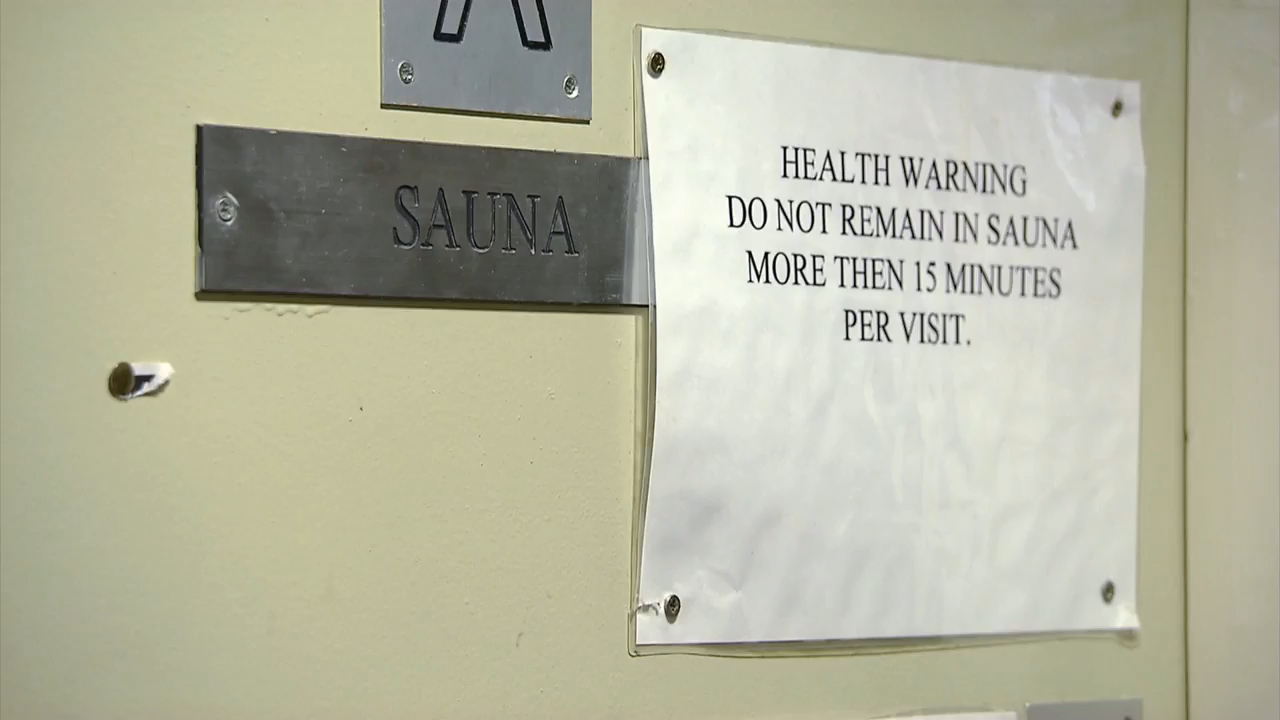 SAUNA
HEALTH WARNING
DO NOT REMAIN IN SAUNA
MORE THEN 15 MINUTES
PER VISIT.